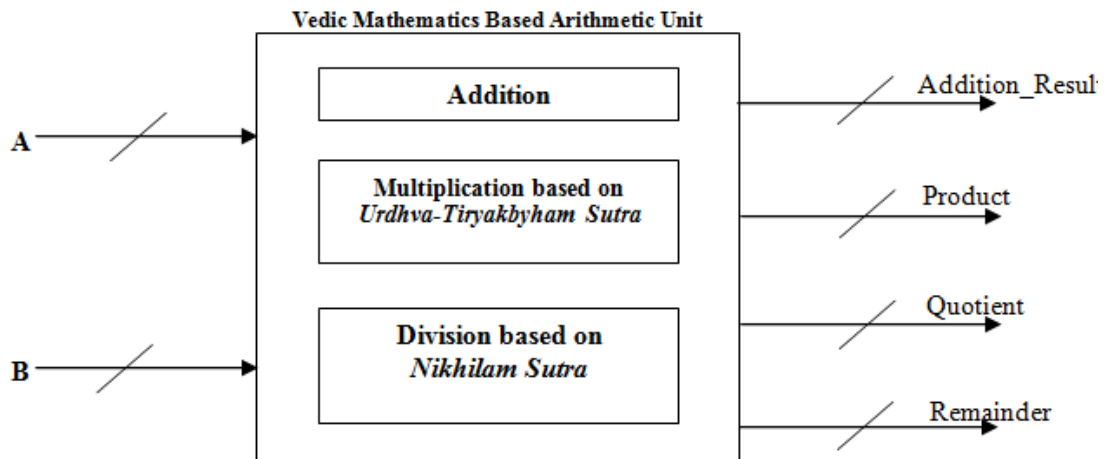 Vedic Mathematics Based Arithmetic Unit
A
B
Addition
Multiplication based on
Urdhva-Tiryakbyham Sutra
Division based on
Nikhilam Sutra
Addition_Result
Product
Quotient
Remainder